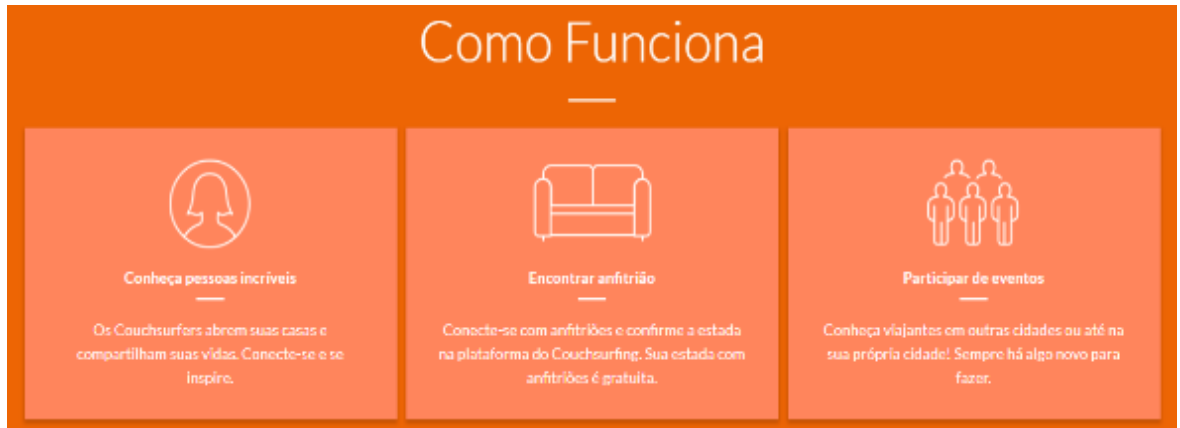 Como Funciona
Conheça pessoas incríveis
Os Couchsurfers abrem suas casas e
compartilham suas vidas. Conecte-se e se
inspire.
Encontrar anfitrião
Conecte-se com anfitriões e confirme a estada
na plataforma do Couchsurfing. Sua estada com
anfitriões é gratuita.
Participar de eventos
Conheça viajantes em outras cidades ou até na
sua própria cidade! Sempre há algo novo para
fazer.